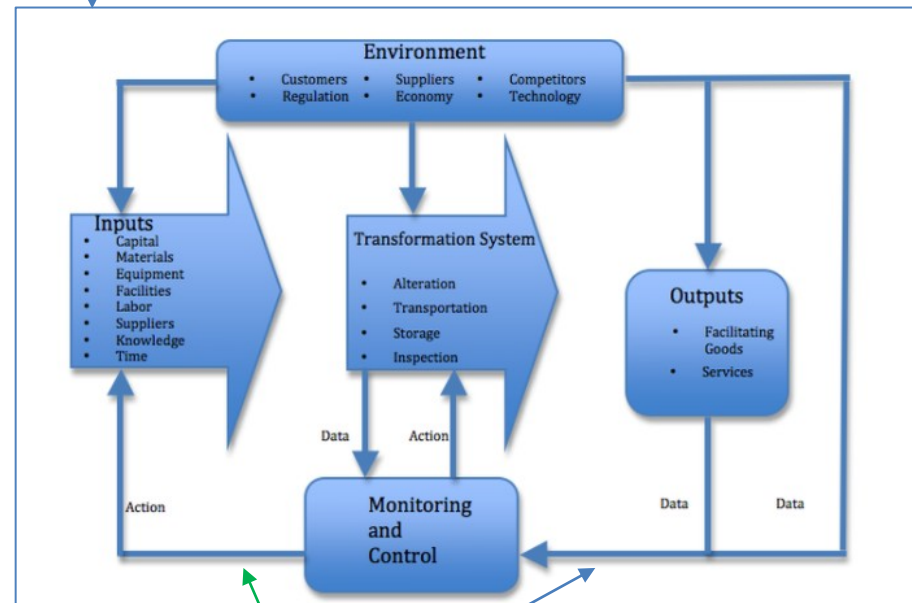 Environment
• Customers • Suppliers • Competitors
• Regulation • Economy • Technology
Inputs
• Capital
• Materials
• Equipment
• Facilities
• Labor
• Suppliers
• Knowledge
• Time
Transformation System
• Alteration
• Transportation
• Storage
• Inspection
Outputs
• Facilitating
Goods
• Services
Data
Action
Action
Monitoring
and
Control
Data
Data